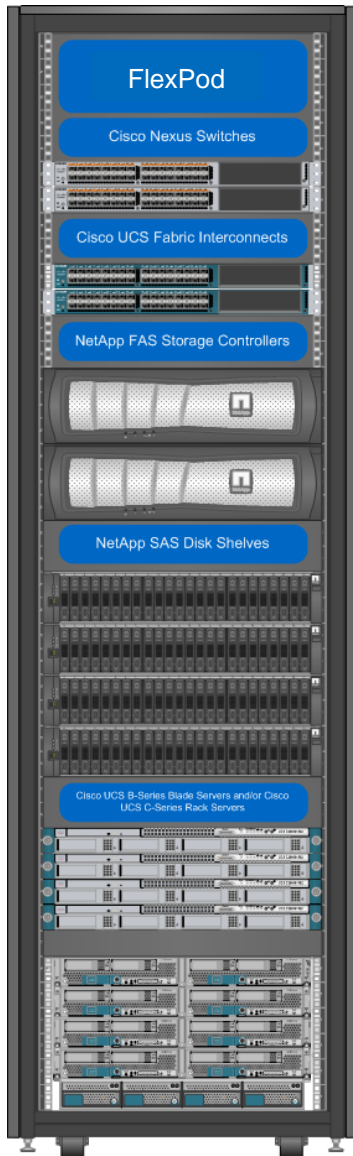 FlexPod
Cisco Nexus Switches
Cisco UCS Fabric Interconnects
NetApp FAS Storage Controllers
NetApp SAS Disk Shelves
Cisco UCS B-Series Blade Servers and/or Cisco
UCS C-Series Rack Servers